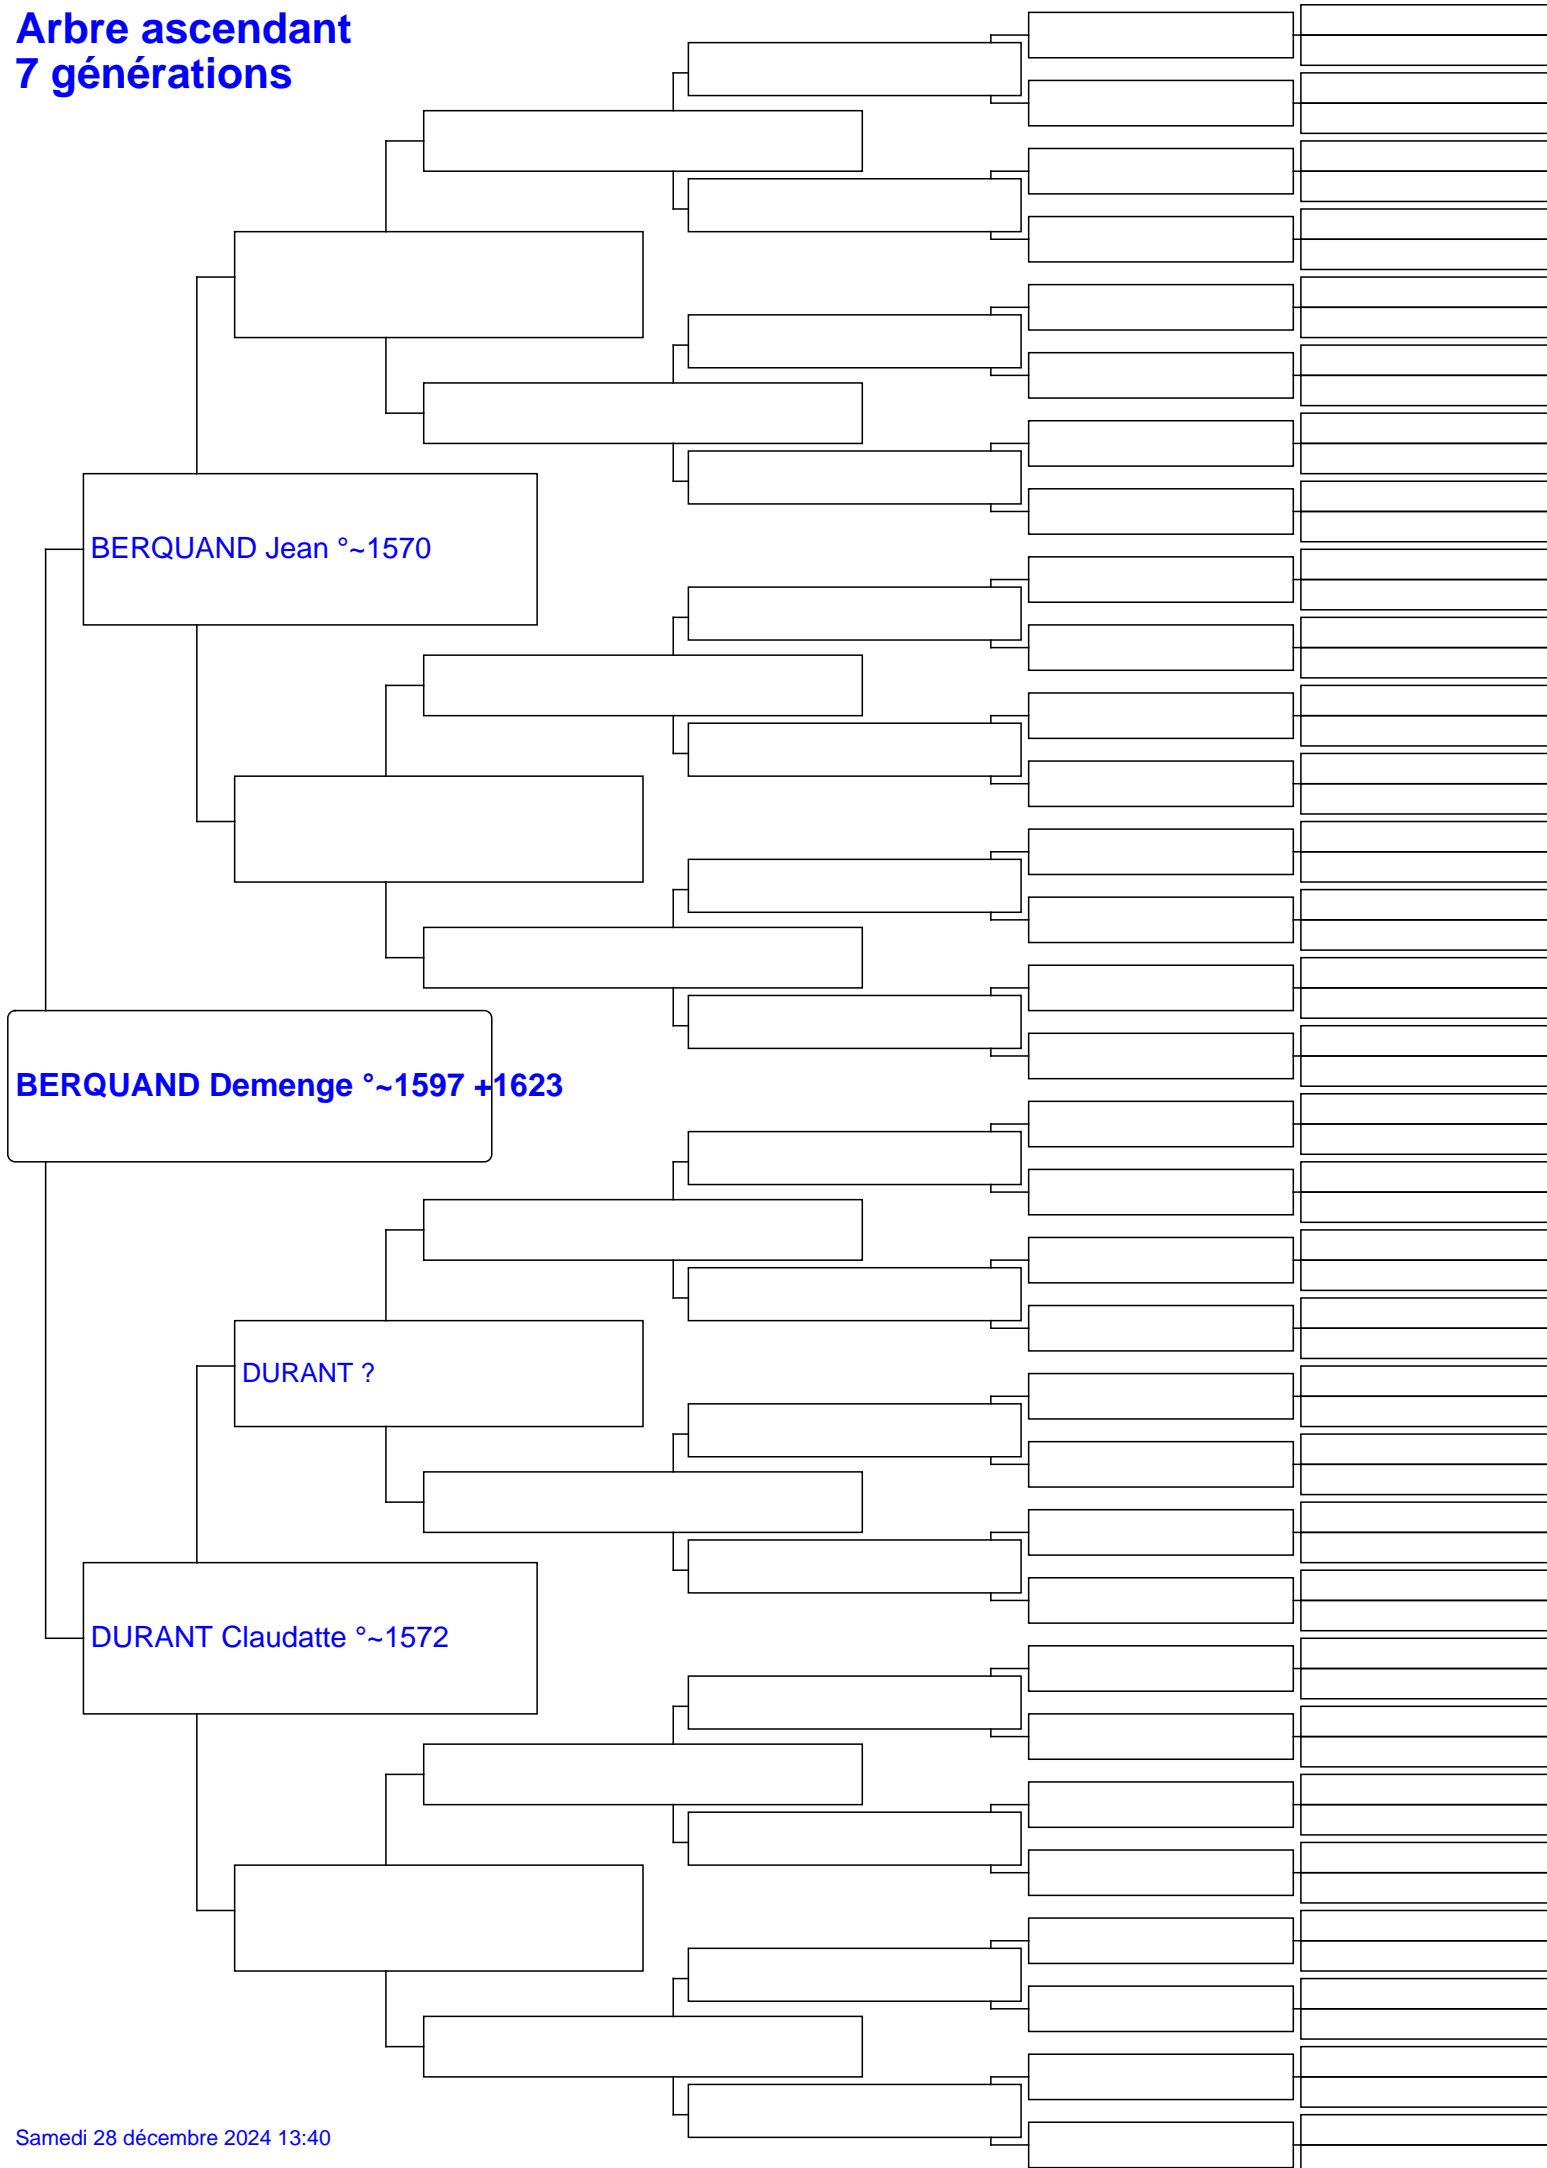 Arbre ascendant
7 générations
BERQUAND Jean °~1570
BERQUAND Demenge °~1597 +1623
DURANT ?
DURANT Claudatte °~1572
Samedi 28 décembre 2024 13:40